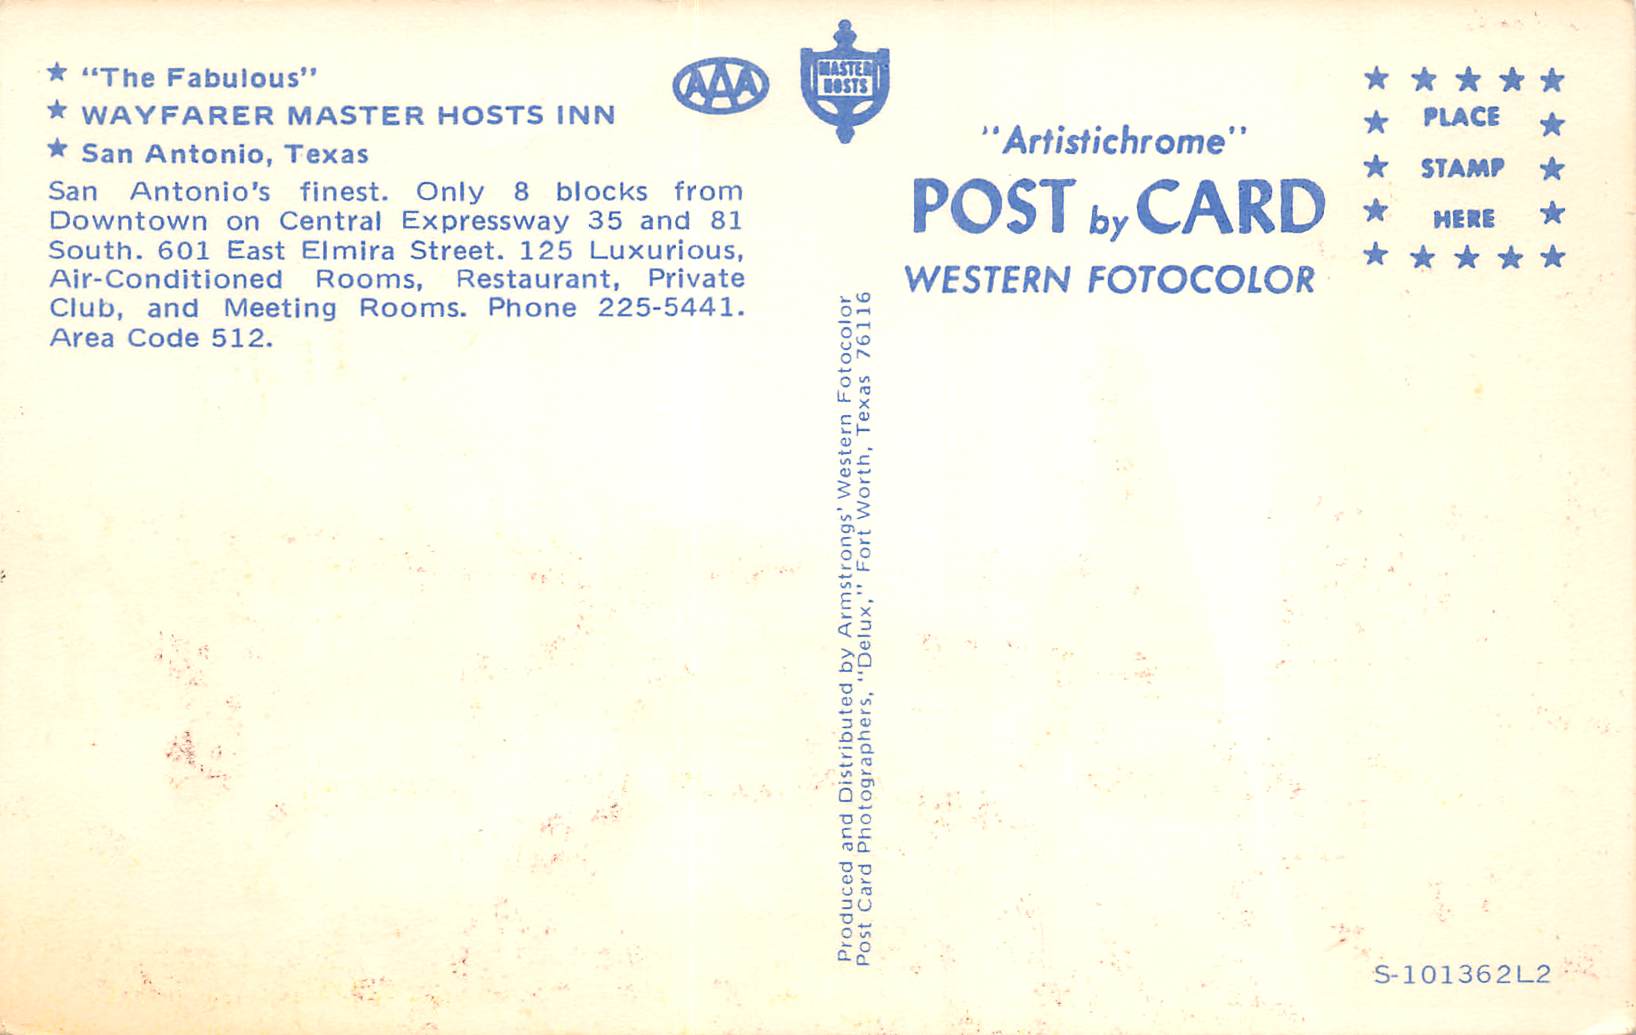 ★ "The Fabulous"
★ WAYFARER MASTER HOSTS INN
★ San Antonio, Texas
San Antonio's finest. Only 8 blocks from
Downtown on Central Expressway 35 and 81
South. 601 East Elmira Street. 125 Luxurious,
Air-Conditioned Rooms, Restaurant, Private
Club, and Meeting Rooms. Phone 225-5441.
Area Code 512.
AAA
MASTER
HOSTS
"Artistichrome"
POST by CARD
WESTERN FOTOCOLOR
PLACE
STAMP
HERE
Produced and Distributed by Armstrongs' Western Fotocolor
Post Card Photographers, "Delux," Fort Worth, Texas 76116
S-101362L2